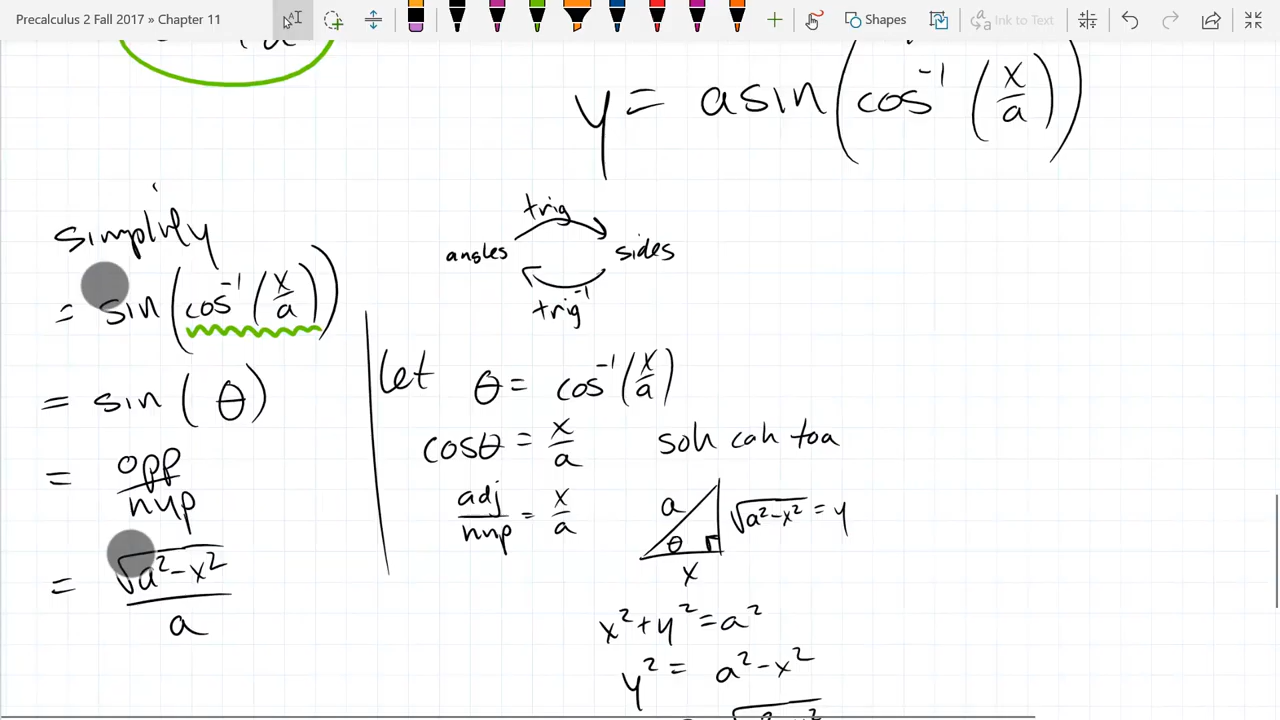 Precalculus 2 Fall 2017 » Chapter 11
Shapes
Ink to Text
y = a sin(cos⁻¹(x/a))
simplify
= sin(cos⁻¹(x/a))
= sin(θ)
= opp/hyp
= √a²-x²/a
trig
angles sides
trig⁻¹
let θ = cos⁻¹(x/a)
cosθ = x/a
soh cah toa
adj/hyp = x/a
a
θ
√a²-x² = y
x
x² + y² = a²
y² = a² - x²